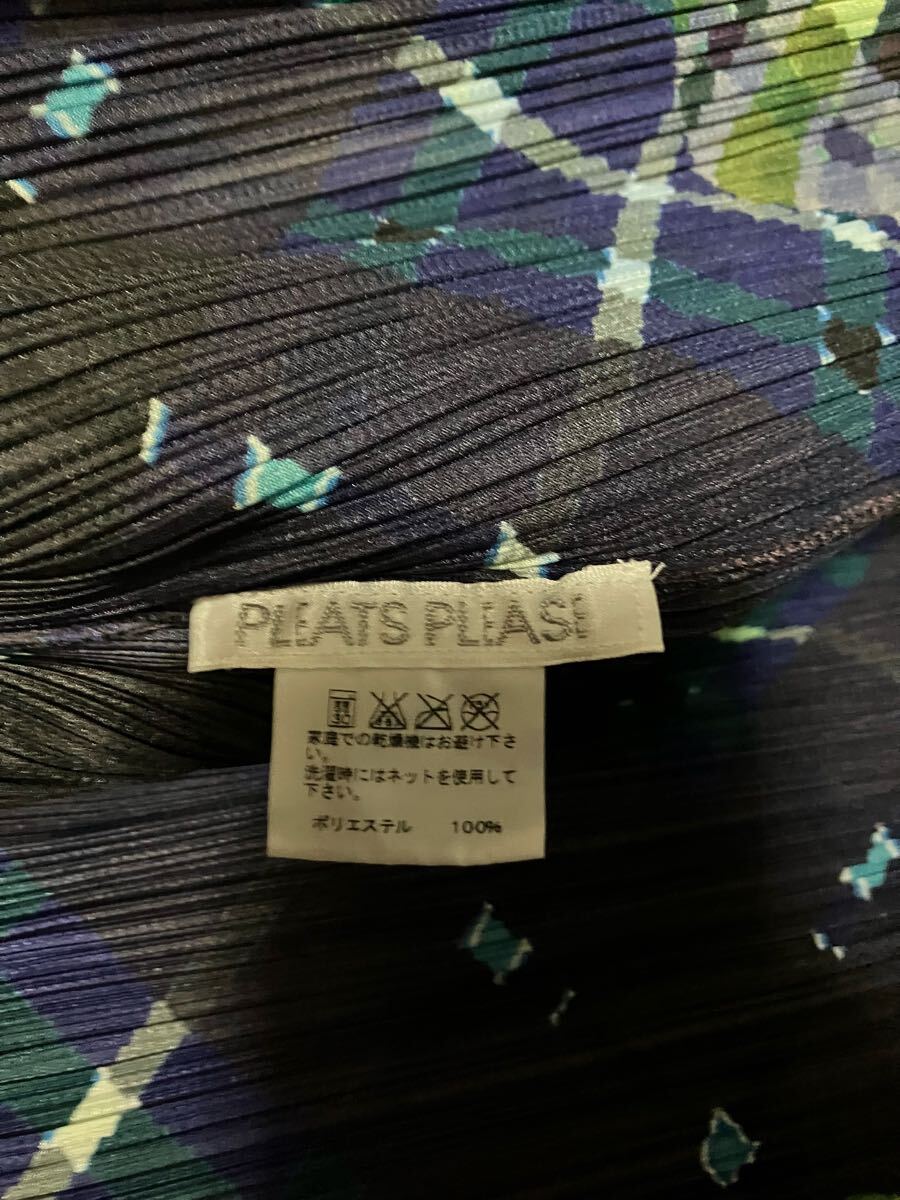 PLEATS PLEASE
家庭での乾燥機はお避け下さ
い。
洗濯時にはネットを使用して
下さい。
ポリエステル 100%